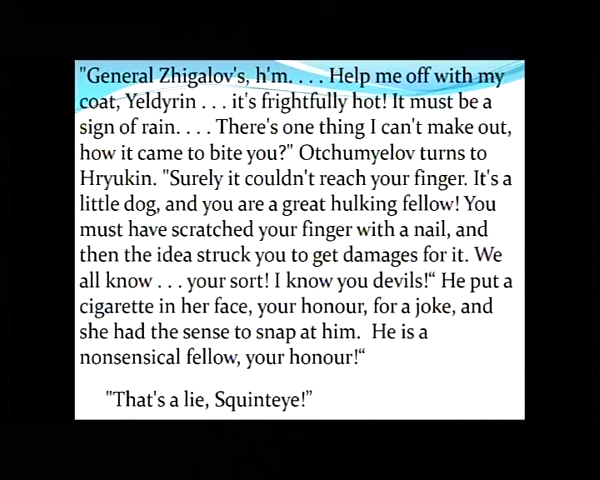 "General Zhigalov's, h'm. . . . Help me off with my
coat, Yeldyrin . . . it's frightfully hot! It must be a
sign of rain. . . . There's one thing I can't make out,
how it came to bite you?" Otchumyelov turns to
Hryukin. "Surely it couldn't reach your finger. It's a
little dog, and you are a great hulking fellow! You
must have scratched your finger with a nail, and
then the idea struck you to get damages for it. We
all know . . . your sort! I know you devils!“ He put a
cigarette in her face, your honour, for a joke, and
she had the sense to snap at him.  He is a
nonsensical fellow, your honour!“
"That's a lie, Squinteye!”